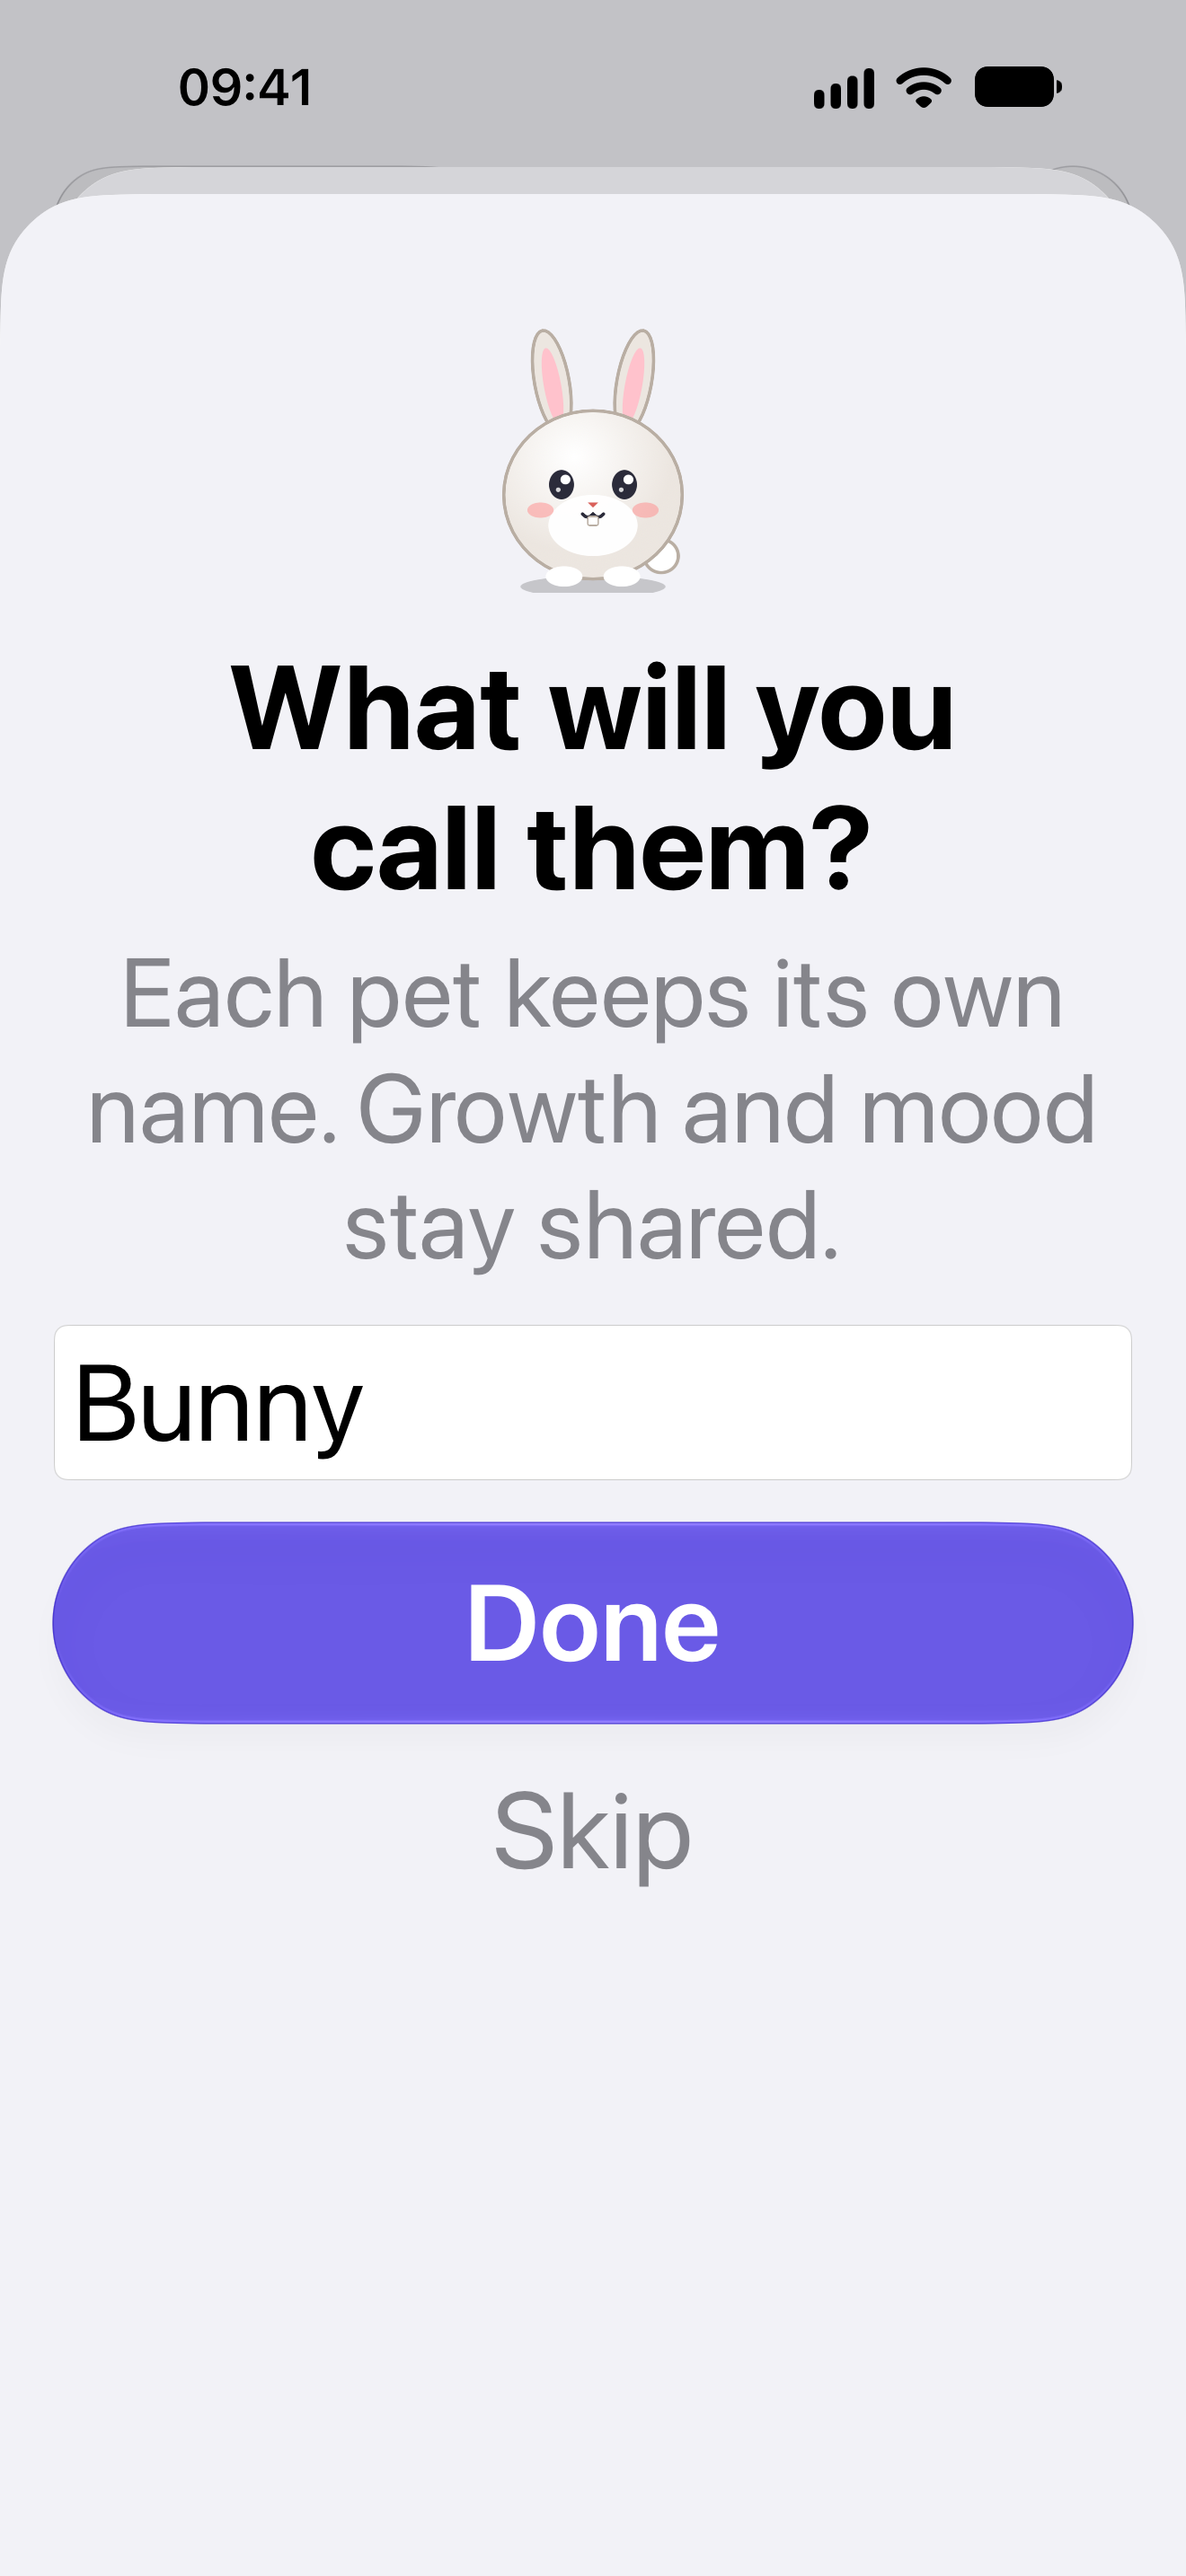 09:41
What will you
call them?
Each pet keeps its own
name. Growth and mood
stay shared.
Bunny
Done
Skip